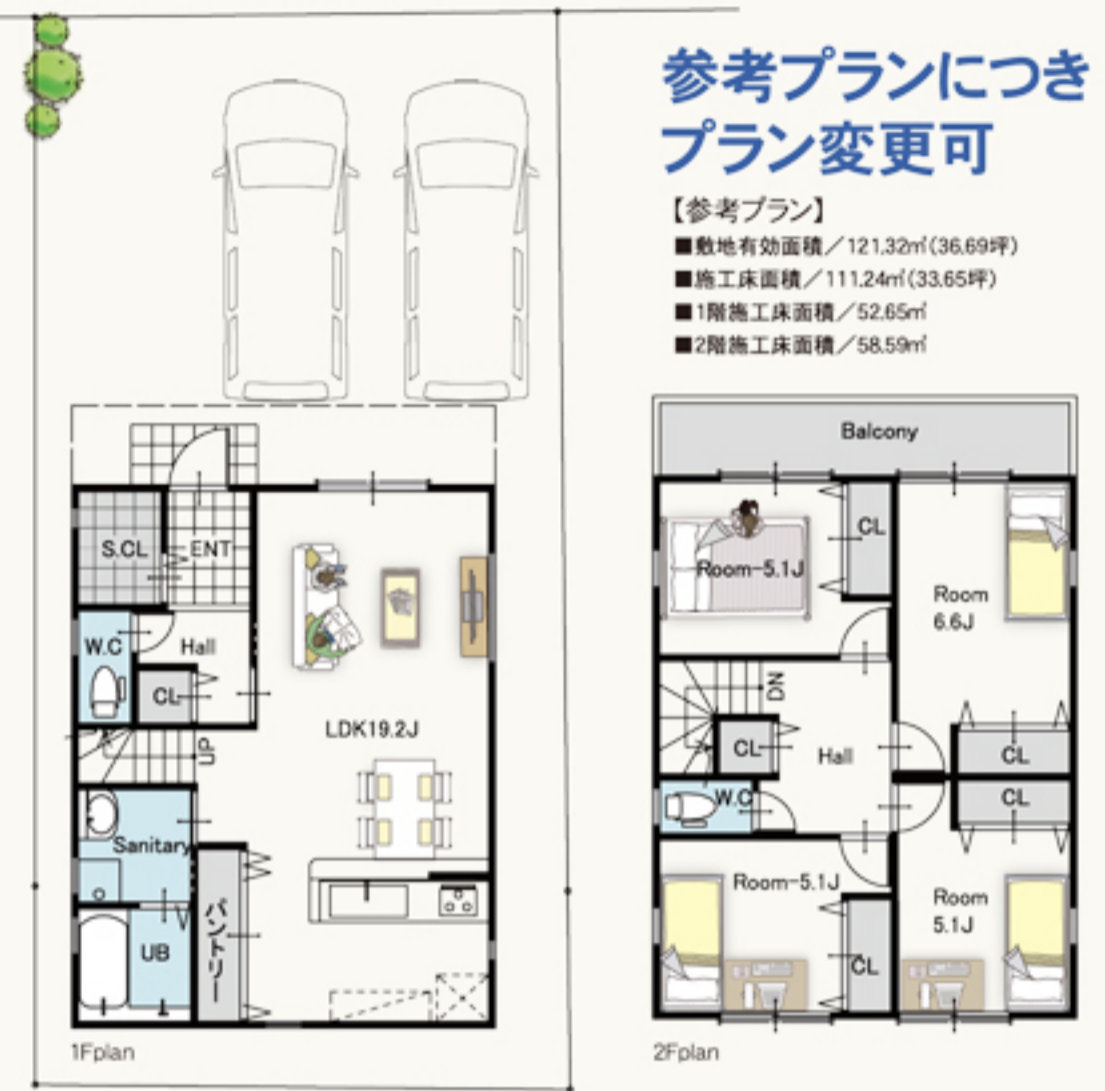 参考プランにつき
プラン変更可
【参考プラン】
■敷地有効面積／121.32㎡(36.69坪)
■施工床面積／111.24㎡(33.65坪)
■1階施工床面積／52.65㎡
■2階施工床面積／58.59㎡
S.CL
ENT
W.C
Hall
CL
UP
LDK19.2J
Sanitary
UB
パントリー
1Fplan
Balcony
Room-5.1J
CL
Room
6.6J
DN
CL
Hall
CL
W.C
CL
Room-5.1J
CL
Room
5.1J
2Fplan